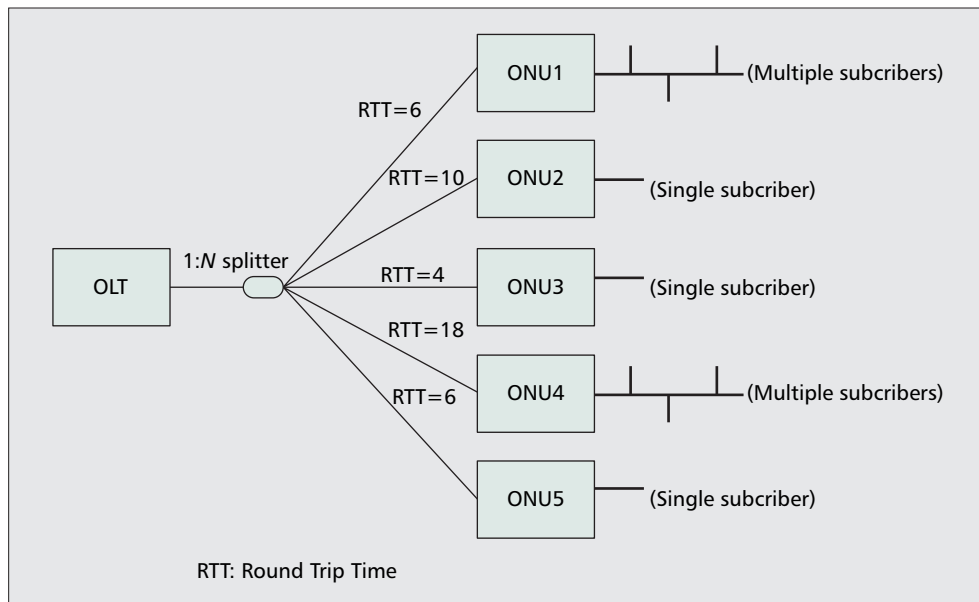 ONU1
(Multiple subcribers)
RTT=6
RTT=10
ONU2
(Single subcriber)
1:N splitter
OLT
RTT=4
ONU3
(Single subcriber)
RTT=18
ONU4
(Multiple subcribers)
RTT=6
ONU5
(Single subcriber)
RTT: Round Trip Time